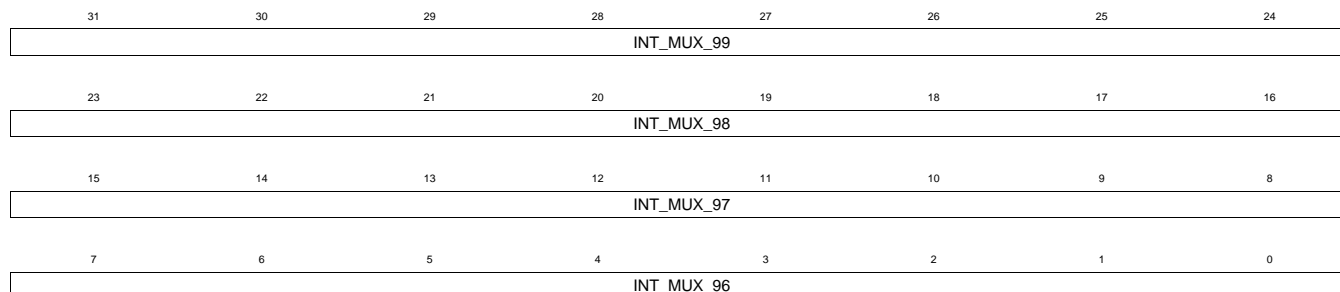 31 30 29 28 27 26 25 24
INT_MUX_99
23 22 21 20 19 18 17 16
INT_MUX_98
15 14 13 12 11 10 9 8
INT_MUX_97
7 6 5 4 3 2 1 0
INT_MUX_96